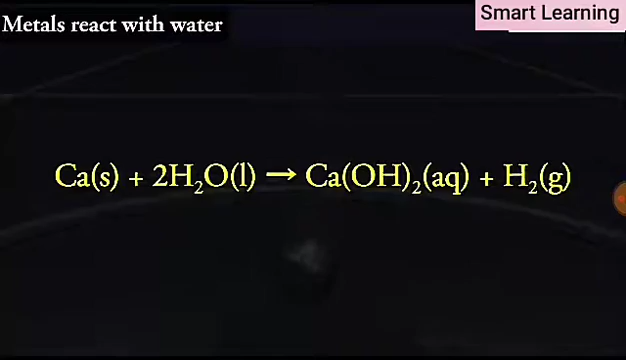 Metals react with water
Smart Learning
Ca(s) + 2H₂O(l) → Ca(OH)₂(aq) + H₂(g)